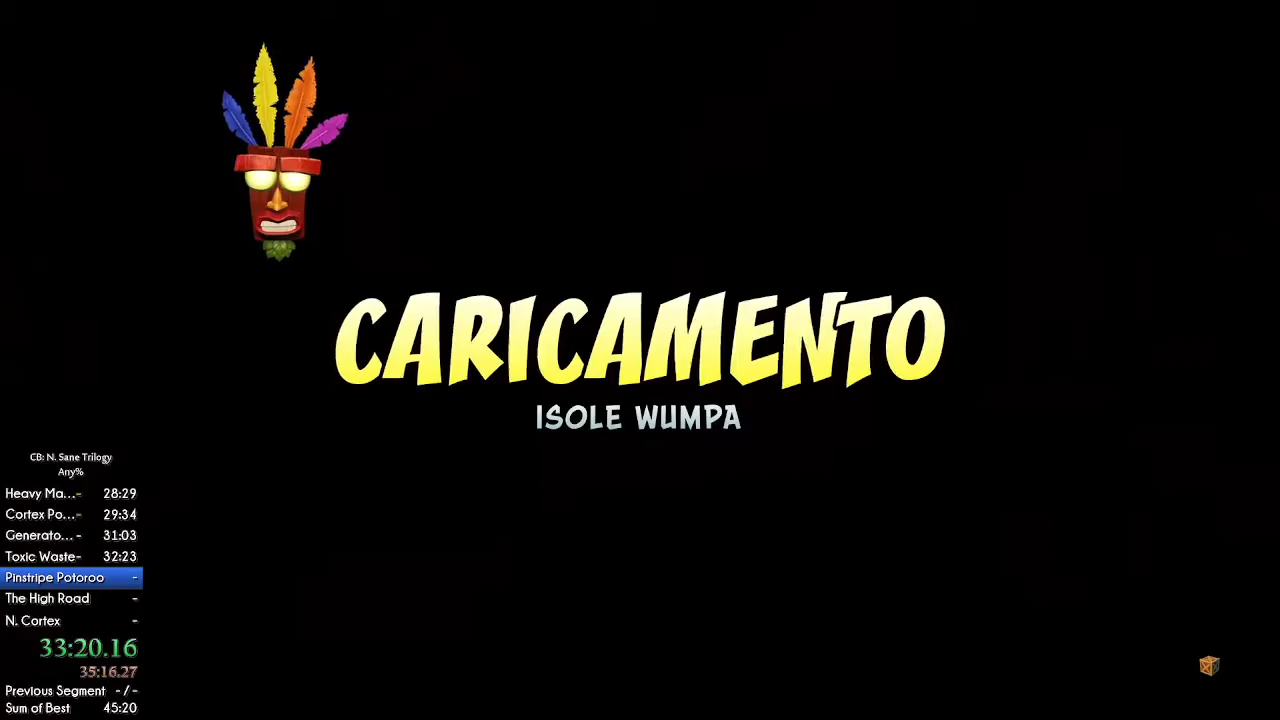 CARICAMENTO
ISOLE WUMPA
CB: N. Sane Trilogy
Any%
Heavy Ma...- 28:29
Cortex Po...- 29:34
Generato...- 31:03
Toxic Waste- 32:23
Pinstripe Potoroo -
The High Road -
N. Cortex -
33:20.16
35:16.27
Previous Segment - / -
Sum of Best 45:20